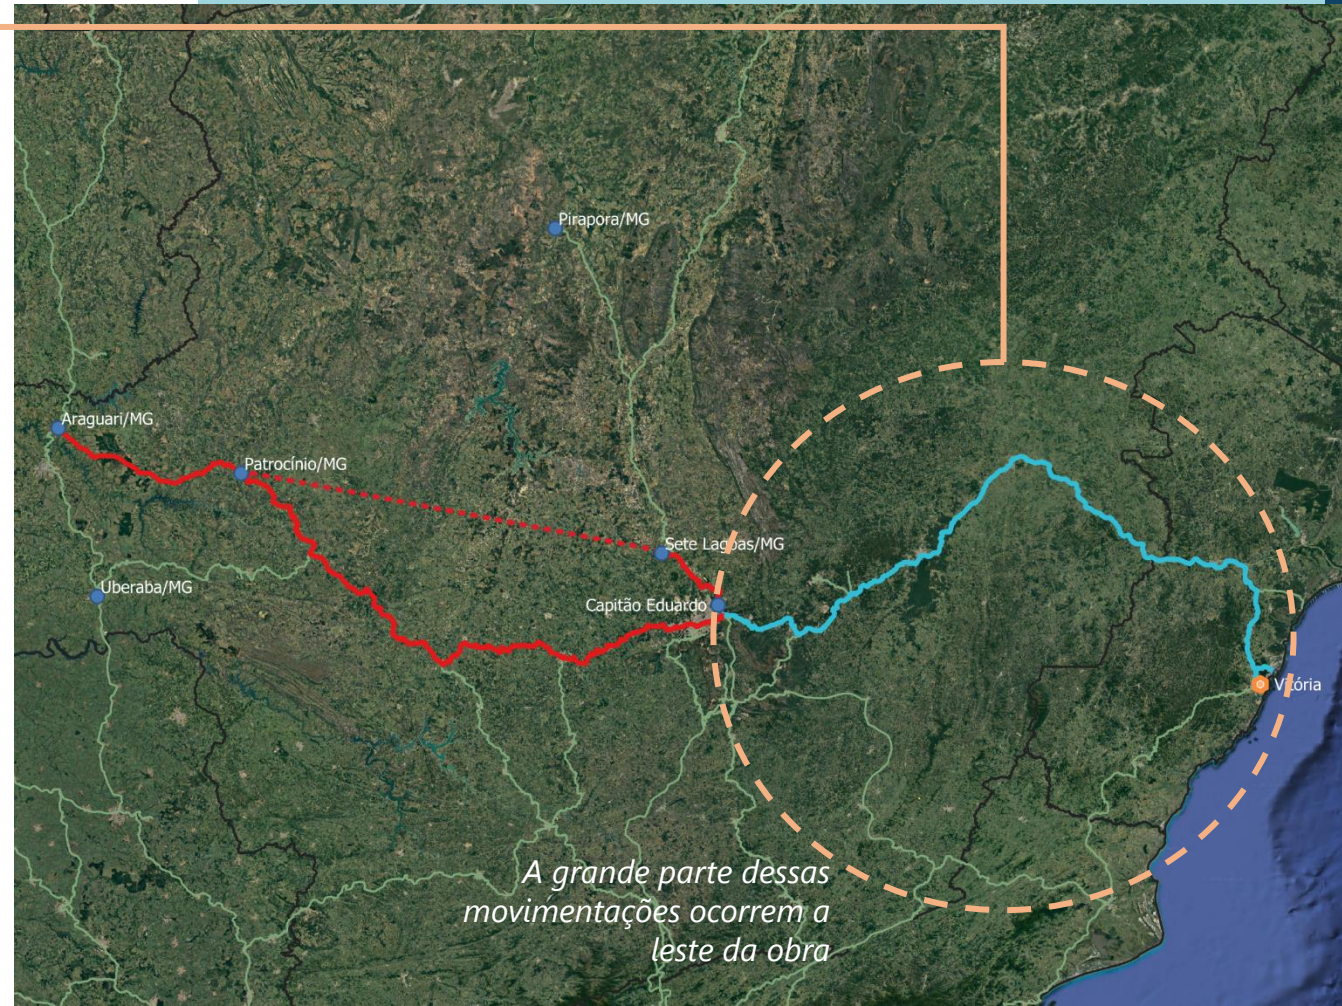 Pirapora/MG
Araguari/MG
Patrocínio/MG
Sete Lagoas/MG
Uberaba/MG
Capitão Eduardo
Vitória
A grande parte dessas
movimentações ocorrem a
leste da obra